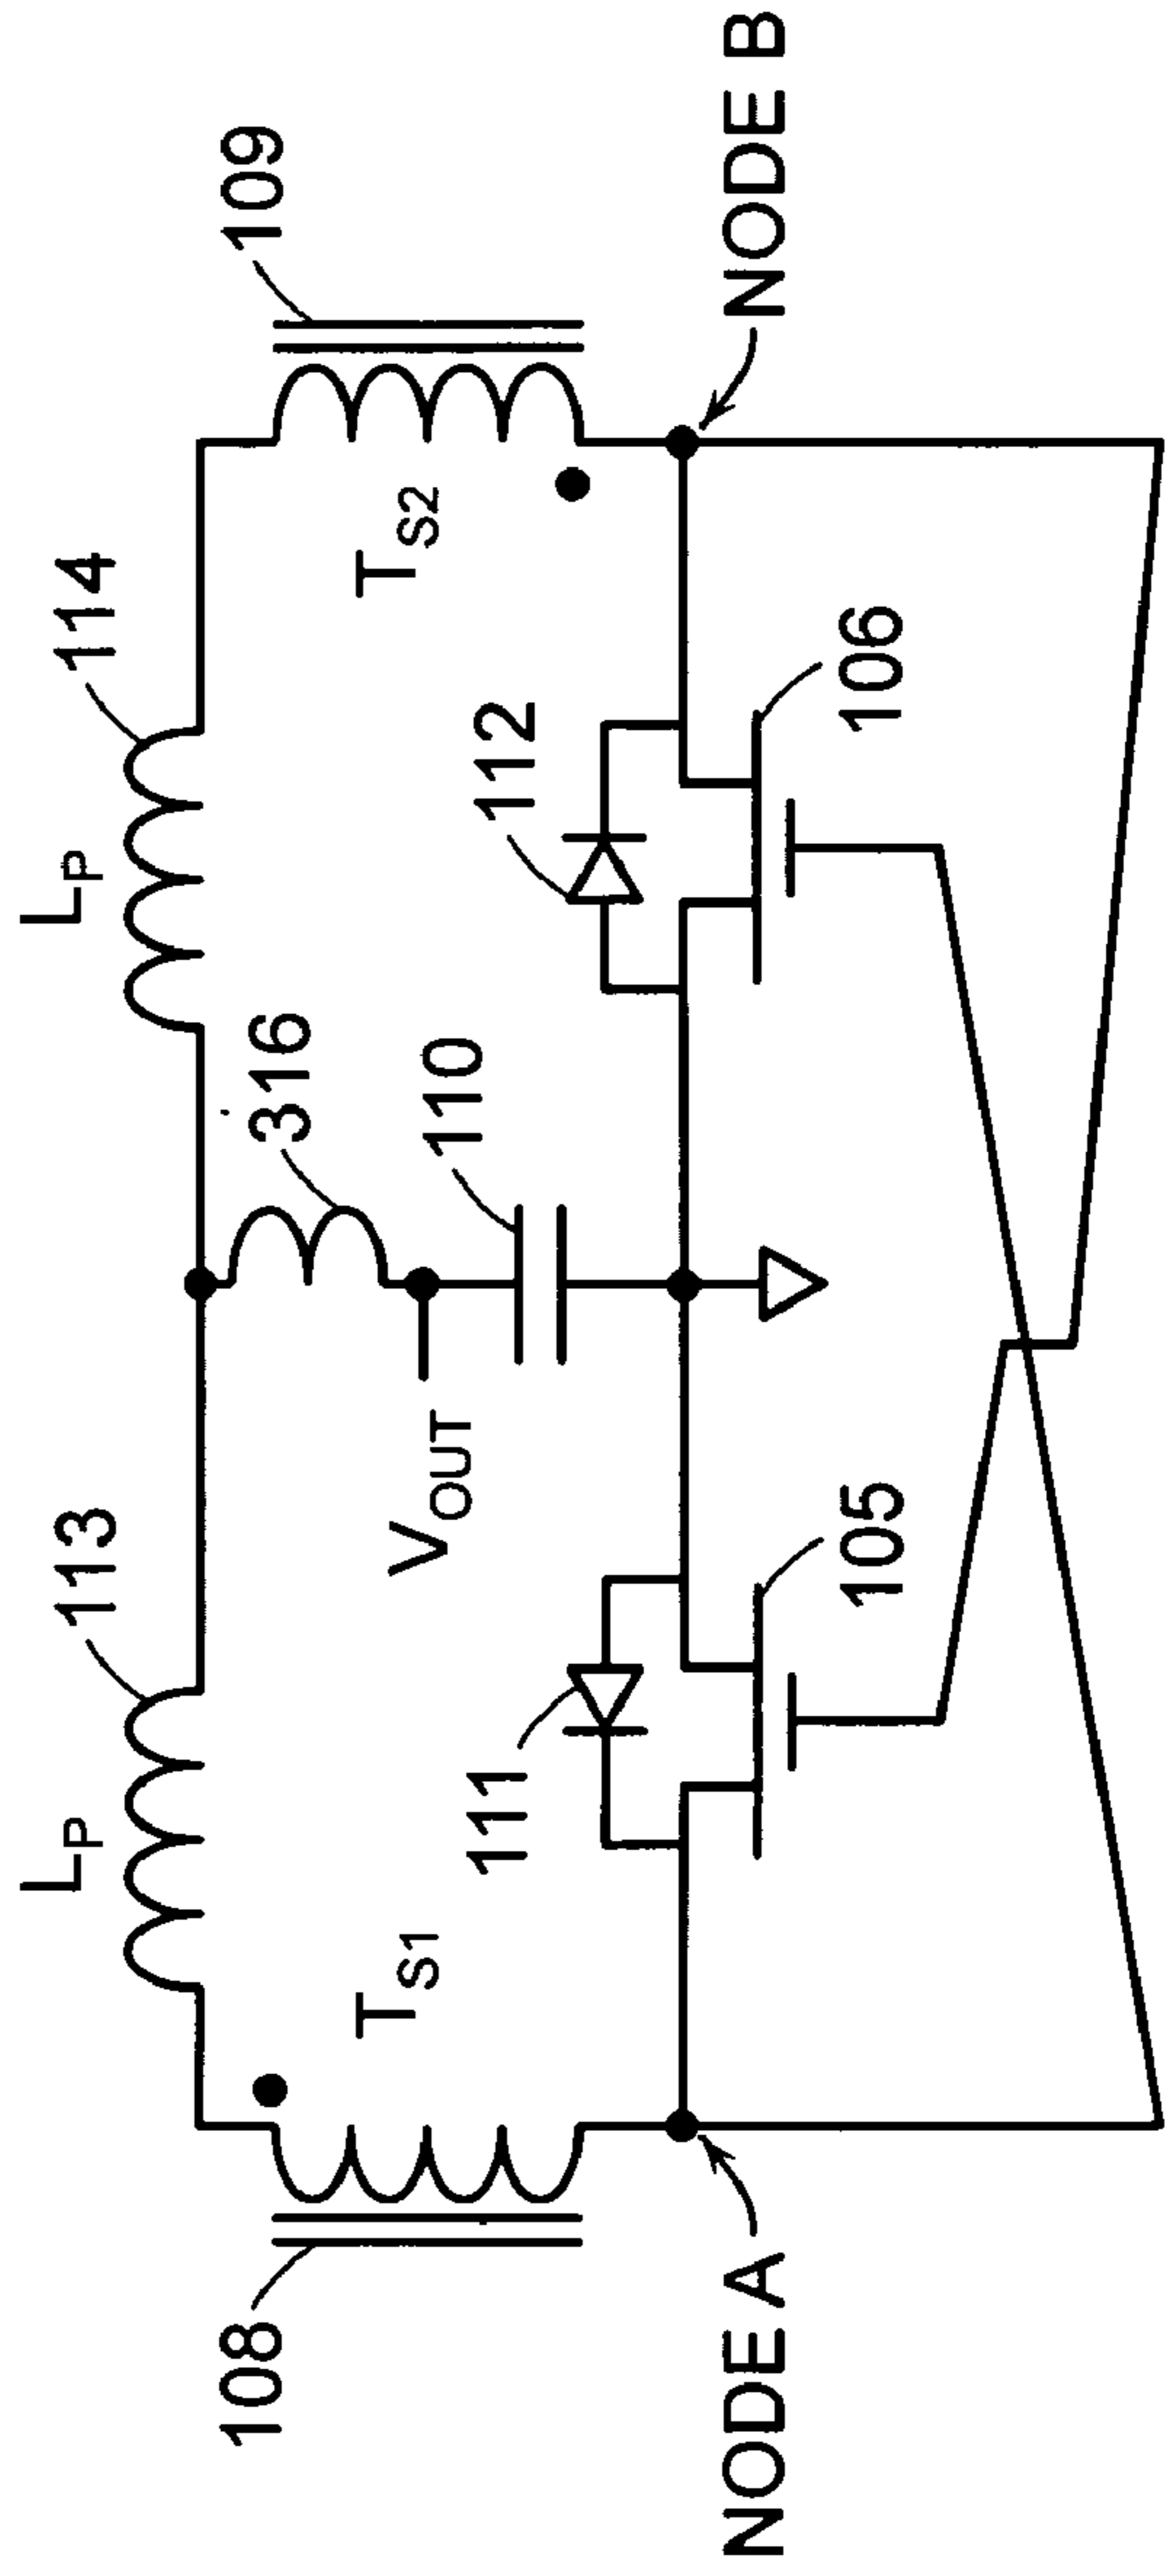 L_P 113
L_P 114
316
V_OUT
110
108
T_S1
T_S2
109
111
112
105
106
NODE A
NODE B